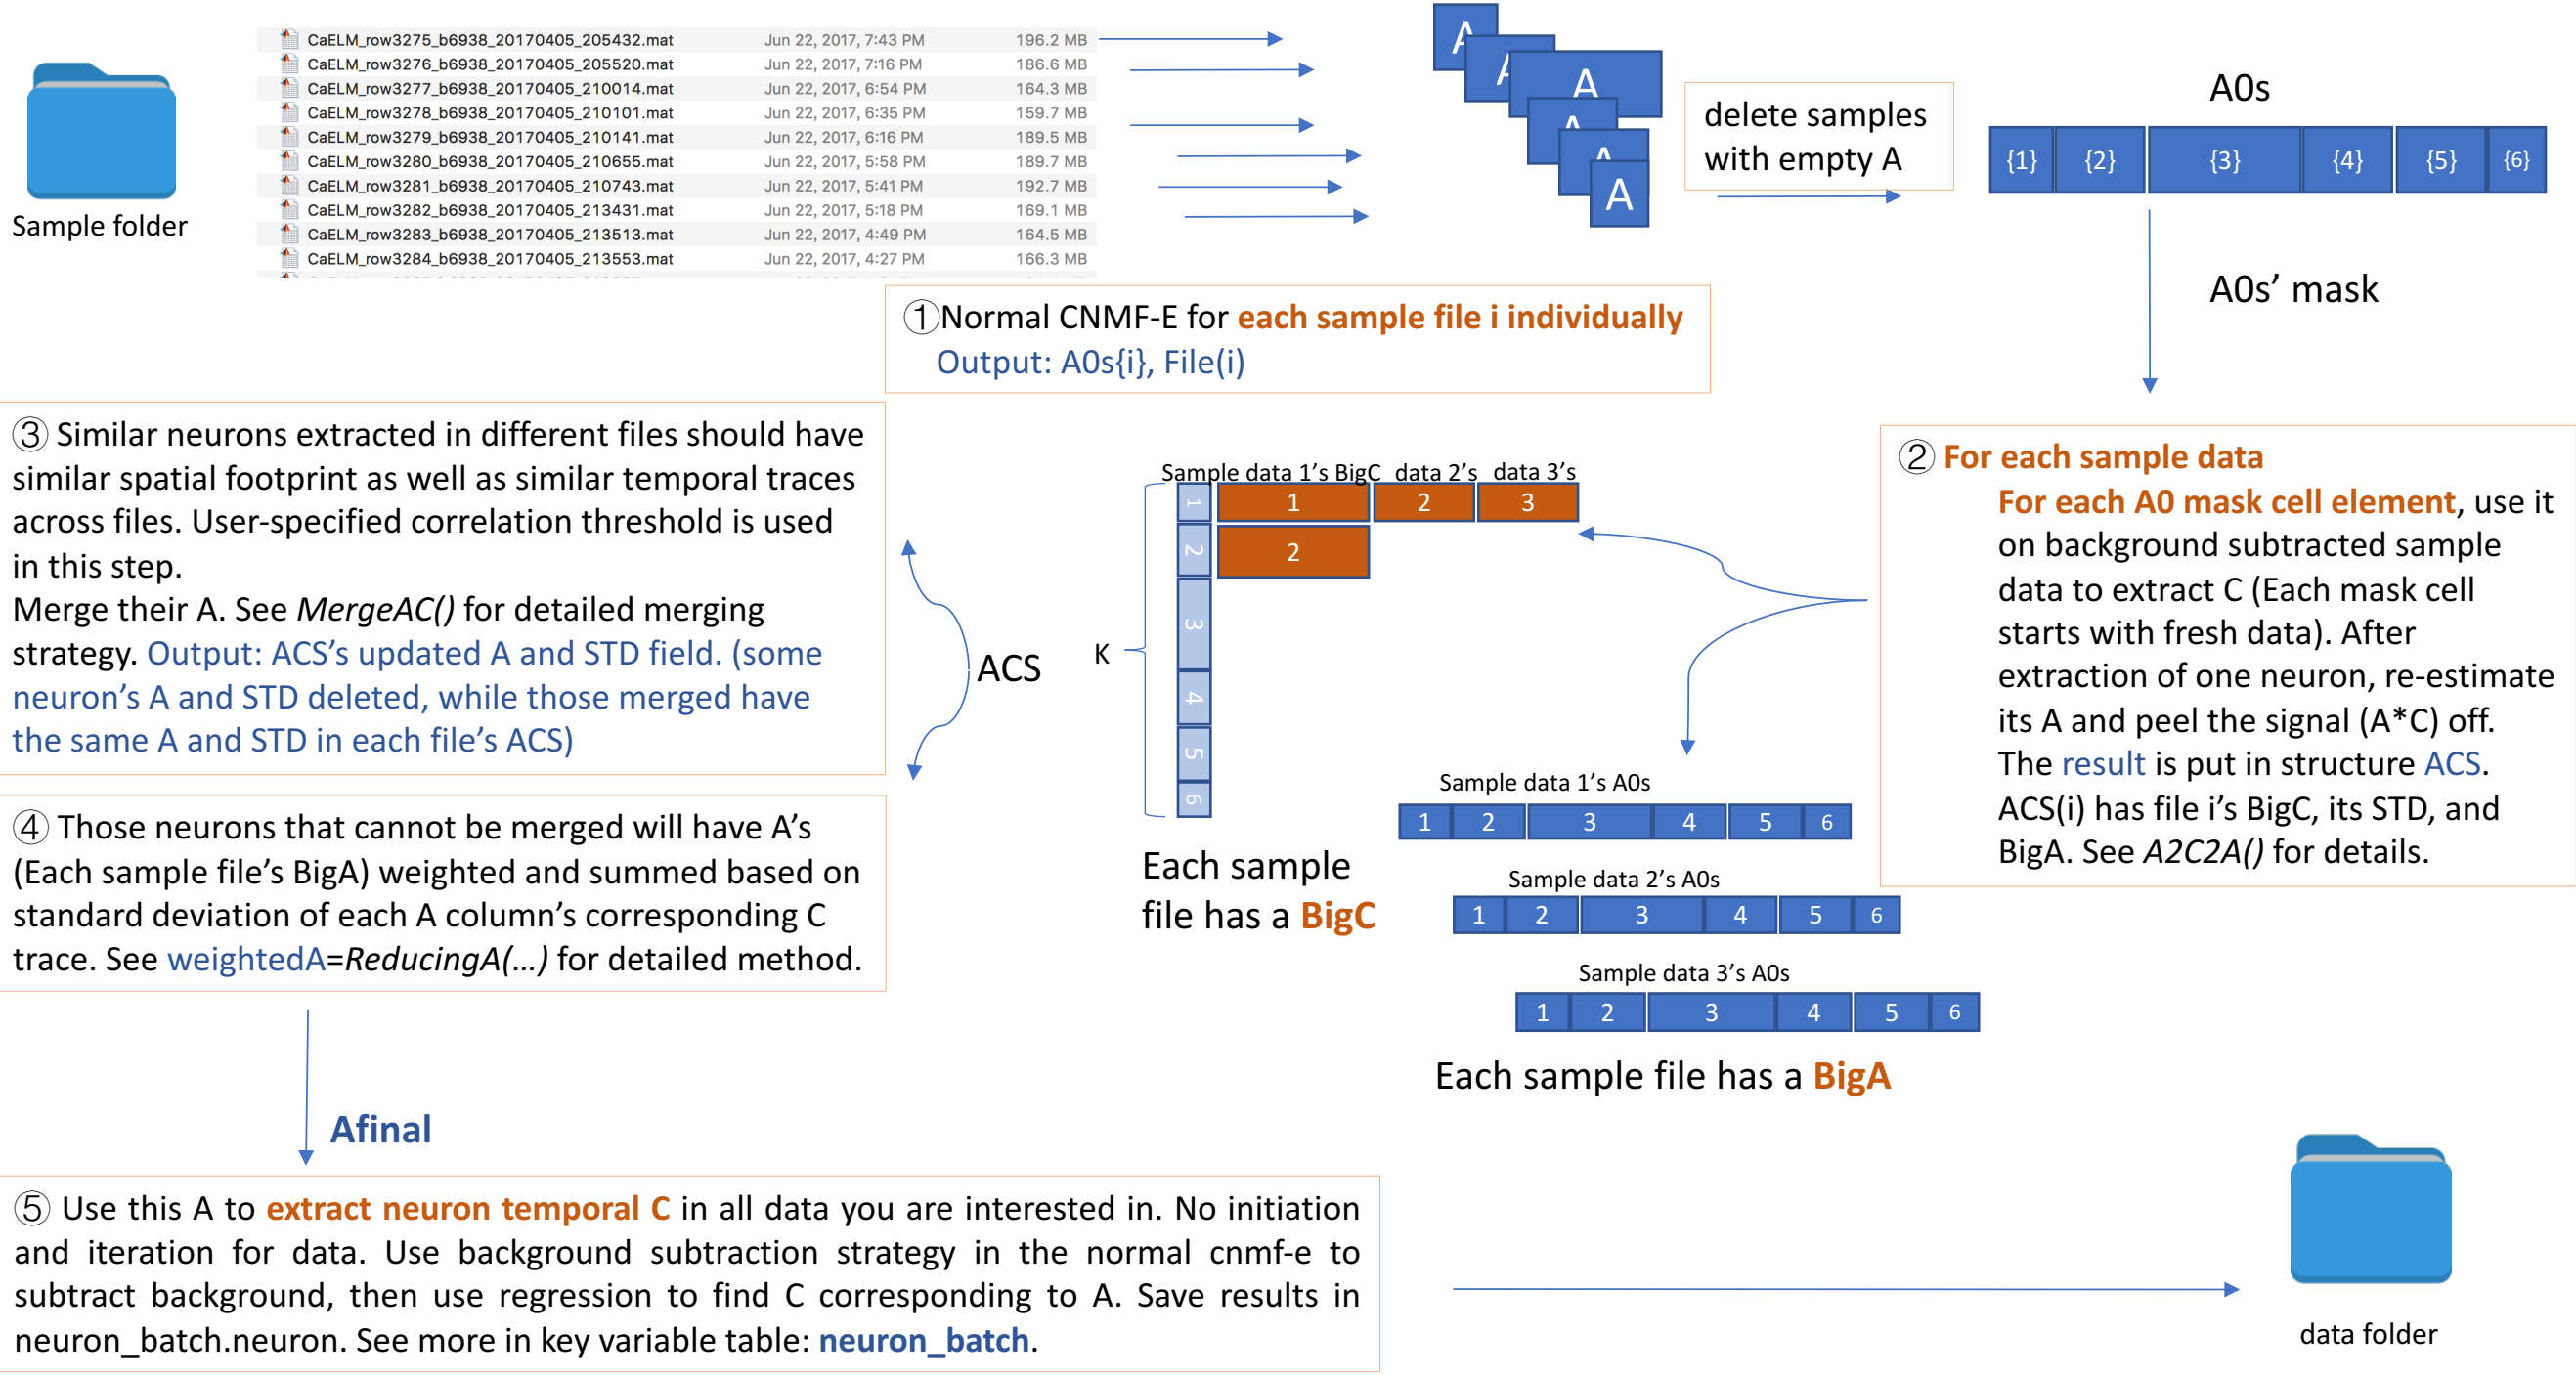 Sample folder
CaELM_row3275_b6938_20170405_205432.mat Jun 22, 2017, 7:43 PM 196.2 MB
CaELM_row3276_b6938_20170405_205520.mat Jun 22, 2017, 7:16 PM 186.6 MB
CaELM_row3277_b6938_20170405_210014.mat Jun 22, 2017, 6:54 PM 164.3 MB
CaELM_row3278_b6938_20170405_210101.mat Jun 22, 2017, 6:35 PM 159.7 MB
CaELM_row3279_b6938_20170405_210141.mat Jun 22, 2017, 6:16 PM 189.5 MB
CaELM_row3280_b6938_20170405_210655.mat Jun 22, 2017, 5:58 PM 189.7 MB
CaELM_row3281_b6938_20170405_210743.mat Jun 22, 2017, 5:41 PM 192.7 MB
CaELM_row3282_b6938_20170405_213431.mat Jun 22, 2017, 5:18 PM 169.1 MB
CaELM_row3283_b6938_20170405_213513.mat Jun 22, 2017, 4:49 PM 164.5 MB
CaELM_row3284_b6938_20170405_213553.mat Jun 22, 2017, 4:27 PM 166.3 MB
A
A
A
A
A
A
delete samples
with empty A
A0s
{1} {2} {3} {4} {5} {6}
A0s’ mask
①Normal CNMF-E for each sample file i individually
Output: A0s{i}, File(i)
② For each sample data
For each A0 mask cell element, use it
on background subtracted sample
data to extract C (Each mask cell
starts with fresh data). After
extraction of one neuron, re-estimate
its A and peel the signal (A*C) off.
The result is put in structure ACS.
ACS(i) has file i’s BigC, its STD, and
BigA. See A2C2A() for details.
Sample data 1’s BigC data 2’s data 3’s
1 1 2 3
2 2
3
4
5
6
K
Each sample
file has a BigC
Sample data 1’s A0s
1 2 3 4 5 6
Sample data 2’s A0s
1 2 3 4 5 6
Sample data 3’s A0s
1 2 3 4 5 6
Each sample file has a BigA
ACS
③ Similar neurons extracted in different files should have
similar spatial footprint as well as similar temporal traces
across files. User-specified correlation threshold is used
in this step.
Merge their A. See MergeAC() for detailed merging
strategy. Output: ACS’s updated A and STD field. (some
neuron’s A and STD deleted, while those merged have
the same A and STD in each file’s ACS)
④ Those neurons that cannot be merged will have A’s
(Each sample file’s BigA) weighted and summed based on
standard deviation of each A column’s corresponding C
trace. See weightedA=ReducingA(…) for detailed method.
Afinal
⑤ Use this A to extract neuron temporal C in all data you are interested in. No initiation
and iteration for data. Use background subtraction strategy in the normal cnmf-e to
subtract background, then use regression to find C corresponding to A. Save results in
neuron_batch.neuron. See more in key variable table: neuron_batch.
data folder